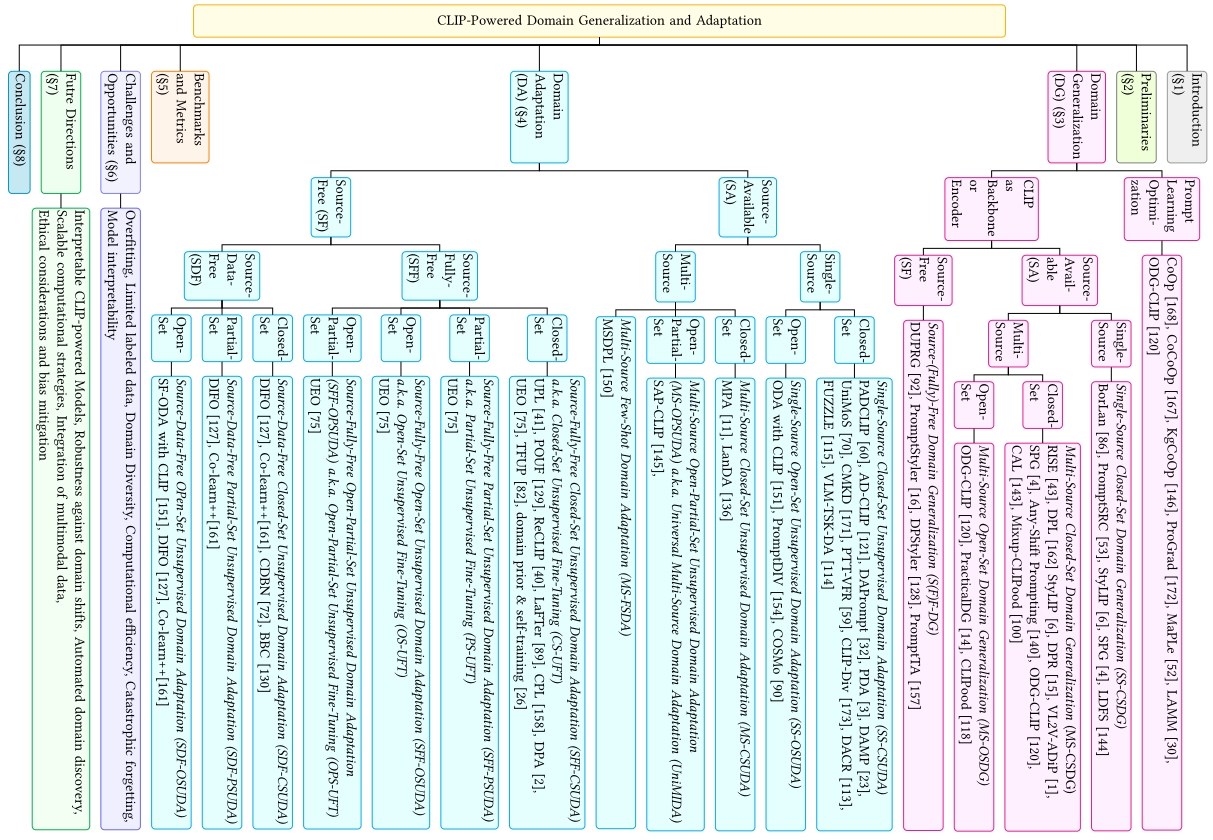 CLIP-Powered Domain Generalization and Adaptation
Introduction
(§1)
Preliminaries
(§2)
Domain
Generalization
(DG) (§3)
Prompt
Learning
Optimi-
zation
CoOp [168], CoCoOp [167], KgCoOp [146], ProGrad [172], MaPLe [52], LAMM [30],
ODG-CLIP [120]
CLIP
as
Backbone
or
Encoder
Source-
Avail-
able
(SA)
Single-
Source
Single-Source Closed-Set Domain Generalization (SS-CSDG)
BorLan [86], PromptSRC [53], StyLIP [6], SPG [4], LDFS [144]
Multi-
Source
Closed-
Set
Multi-Source Closed-Set Domain Generalization (MS-CSDG)
RISE [43], DPL [162] StyLIP [6], DPR [15], VL2V-ADiP [1],
SPG [4], Any-Shift Prompting [140], ODG-CLIP [120],
CAL [143], Mixup-CLIPood [100]
Open-
Set
Multi-Source Open-Set Domain Generalization (MS-OSDG)
ODG-CLIP [120], PracticalDG [14], CLIPood [118]
Source-
Free
(SF)
Source-(Fully)-Free Domain Generalization (S(F)F-DG)
DUPRG [92], PromptStyler [16], DPStyler [128], PromptTA [157]
Domain
Adaptation
(DA) (§4)
Source-
Available
(SA)
Single-
Source
Closed-
Set
Single-Source Closed-Set Unsupervised Domain Adaptation (SS-CSUDA)
PADCLIP [60], AD-CLIP [121], DAPrompt [32], PDA [3], DAMP [23],
UniMoS [70], CMKD [171], PTT-VFR [59], CLIP-Div [173], DACR [113],
FUZZLE [115], VLM-TSK-DA [114]
Open-
Set
Single-Source Open-Set Unsupervised Domain Adaptation (SS-OSUDA)
ODA with CLIP [151], PromptDIV [154], COSMo [90]
Multi-
Source
Closed-
Set
Multi-Source Closed-Set Unsupervised Domain Adaptation (MS-CSUDA)
MPA [11], LanDA [136]
Open-
Partial-
Set
Multi-Source Open-Partial-Set Unsupervised Domain Adaptation
(MS-OPSUDA) a.k.a. Universal Multi-Source Domain Adaptation (UniMIDA)
SAP-CLIP [145],
Multi-Source Few-Shot Domain Adaptation (MS-FSDA)
MSDPL [150]
Source-
Free (SF)
Source-
Fully-
Free
(SFF)
Closed-
Set
Source-Fully-Free Closed-Set Unsupervised Domain Adaptation (SFF-CSUDA)
a.k.a. Closed-Set Unsupervised Fine-Tuning (CS-UFT)
UPL [41], POUF [129], ReCLIP [40], LaFTer [89], CPL [158], DPA [2],
UEO [75], TFUP [82], domain prior & self-training [26]
Partial-
Set
Source-Fully-Free Partial-Set Unsupervised Domain Adaptation (SFF-PSUDA)
a.k.a. Partial-Set Unsupervised Fine-Tuning (PS-UFT)
UEO [75]
Open-
Set
Source-Fully-Free Open-Set Unsupervised Domain Adaptation (SFF-OSUDA)
a.k.a. Open-Set Unsupervised Fine-Tuning (OS-UFT)
UEO [75]
Open-
Partial-
Set
Source-Fully-Free Open-Partial-Set Unsupervised Domain Adaptation
(SFF-OPSUDA) a.k.a. Open-Partial-Set Unsupervised Fine-Tuning (OPS-UFT)
UEO [75]
Source-
Data-
Free
(SDF)
Closed-
Set
Source-Data-Free Closed-Set Unsupervised Domain Adaptation (SDF-CSUDA)
DIFO [127], Co-learn++[161], CDBN [72], BBC [130]
Partial-
Set
Source-Data-Free Partial-Set Unsupervised Domain Adaptation (SDF-PSUDA)
DIFO [127], Co-learn++[161]
Open-
Set
Source-Data-Free OPen-Set Unsupervised Domain Adaptation (SDF-OSUDA)
SF-ODA with CLIP [151], DIFO [127], Co-learn++[161]
Benchmarks
and Metrics
(§5)
Challenges and
Opportunities (§6)
Overfitting, Limited labeled data, Domain Diversity, Computational efficiency, Catastrophic forgetting,
Model interpretability
Futre Directions
(§7)
Interpretable CLIP-powered Models, Robustness against domain shifts, Automated domain discovery,
Scalable computational strategies, Integration of multimodal data,
Ethical considerations and bias mitigation
Conclusion (§8)